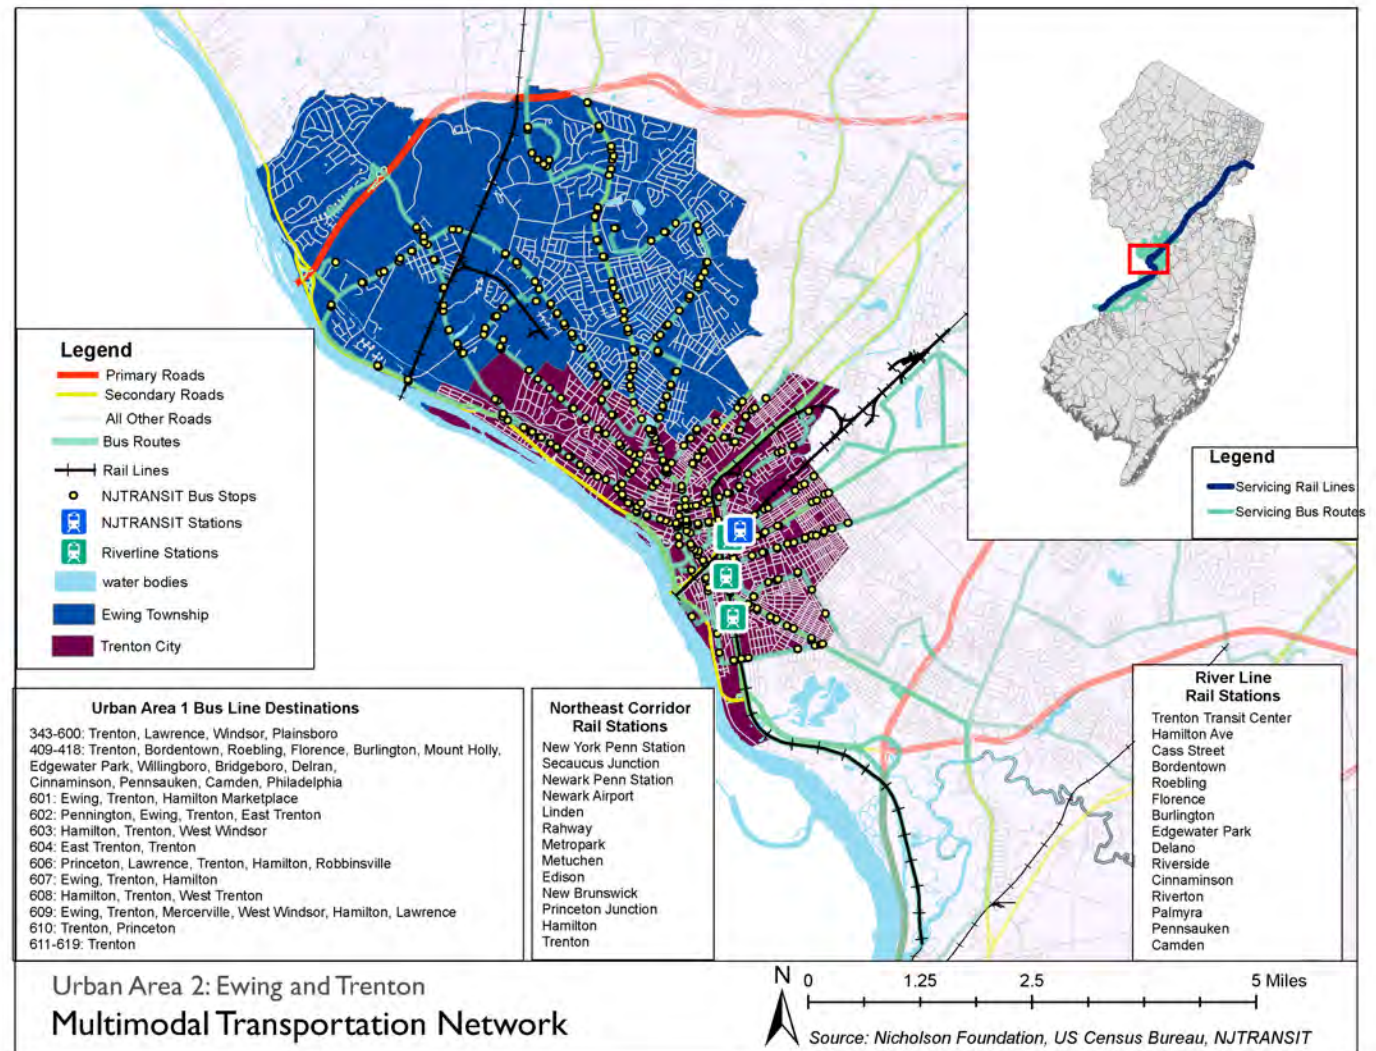 Legend
Primary Roads
Secondary Roads
All Other Roads
Bus Routes
Rail Lines
NJTRANSIT Bus Stops
NJTRANSIT Stations
Riverline Stations
water bodies
Ewing Township
Trenton City
Legend
Servicing Rail Lines
Servicing Bus Routes
Urban Area 1 Bus Line Destinations
343-600: Trenton, Lawrence, Windsor, Plainsboro
409-418: Trenton, Bordentown, Roebling, Florence, Burlington, Mount Holly,
Edgewater Park, Willingboro, Bridgeboro, Delran,
Cinnaminson, Pennsauken, Camden, Philadelphia
601: Ewing, Trenton, Hamilton Marketplace
602: Pennington, Ewing, Trenton, East Trenton
603: Hamilton, Trenton, West Windsor
604: East Trenton, Trenton
606: Princeton, Lawrence, Trenton, Hamilton, Robbinsville
607: Ewing, Trenton, Hamilton
608: Hamilton, Trenton, West Trenton
609: Ewing, Trenton, Mercerville, West Windsor, Hamilton, Lawrence
610: Trenton, Princeton
611-619: Trenton
Northeast Corridor
Rail Stations
New York Penn Station
Secaucus Junction
Newark Penn Station
Newark Airport
Linden
Rahway
Metropark
Metuchen
Edison
New Brunswick
Princeton Junction
Hamilton
Trenton
River Line
Rail Stations
Trenton Transit Center
Hamilton Ave
Cass Street
Bordentown
Roebling
Florence
Burlington
Edgewater Park
Delano
Riverside
Cinnaminson
Riverton
Palmyra
Pennsauken
Camden
Urban Area 2: Ewing and Trenton
Multimodal Transportation Network
N
0 1.25 2.5 5 Miles
Source: Nicholson Foundation, US Census Bureau, NJTRANSIT